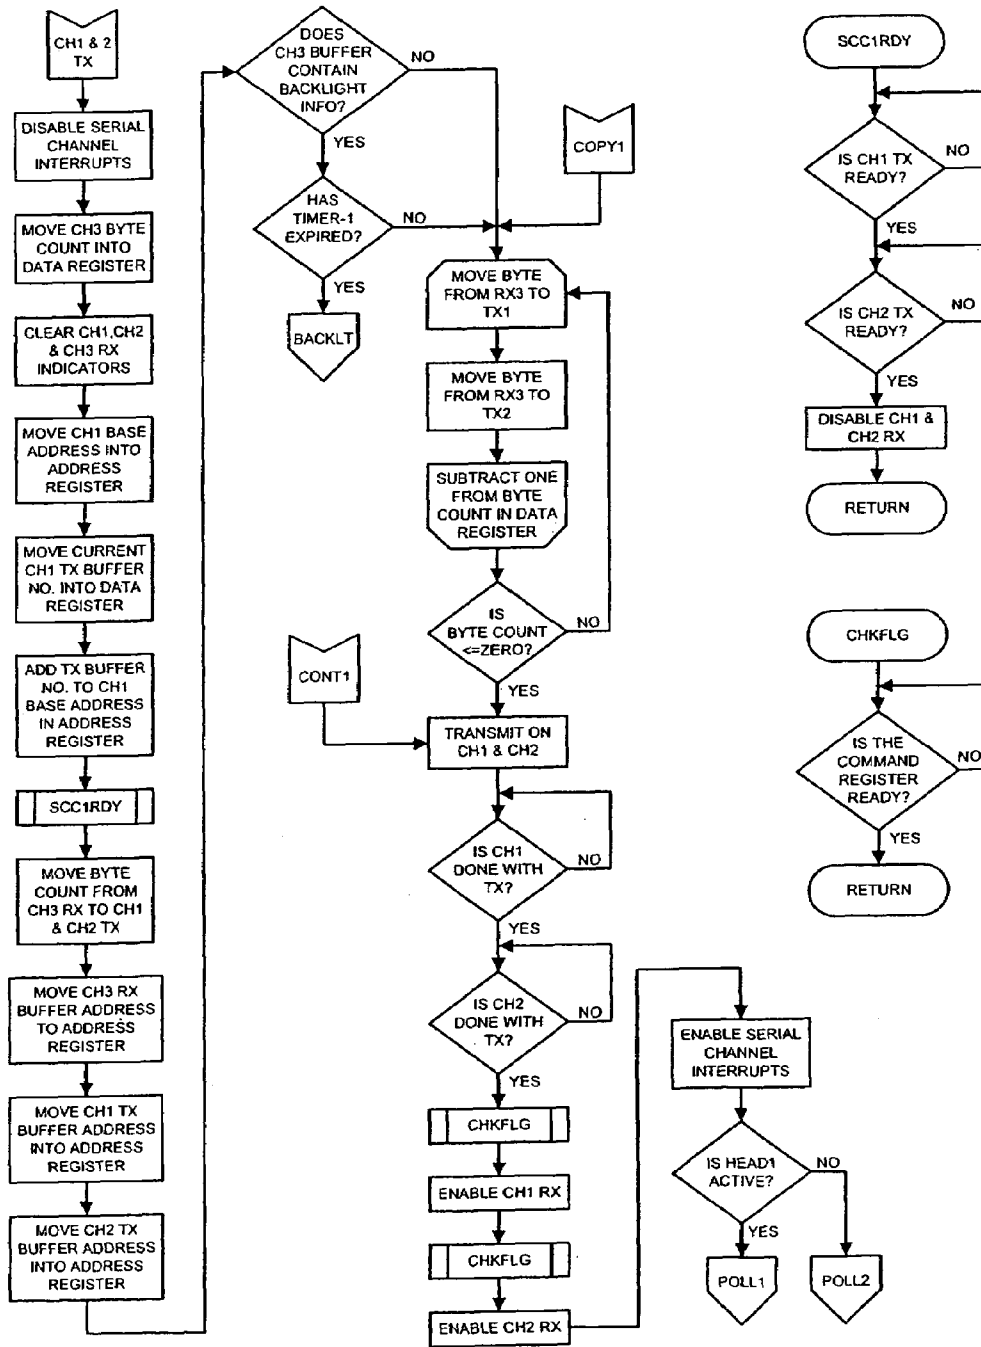 CH1 & 2
TX
DISABLE SERIAL
CHANNEL
INTERRUPTS
MOVE CH3 BYTE
COUNT INTO
DATA REGISTER
CLEAR CH1,CH2
& CH3 RX
INDICATORS
MOVE CH1 BASE
ADDRESS INTO
ADDRESS
REGISTER
MOVE CURRENT
CH1 TX BUFFER
NO. INTO DATA
REGISTER
ADD TX BUFFER
NO. TO CH1
BASE ADDRESS
IN ADDRESS
REGISTER
SCC1RDY
MOVE BYTE
COUNT FROM
CH3 RX TO CH1
& CH2 TX
MOVE CH3 RX
BUFFER ADDRESS
TO ADDRESS
REGISTER
MOVE CH1 TX
BUFFER ADDRESS
INTO ADDRESS
REGISTER
MOVE CH2 TX
BUFFER ADDRESS
INTO ADDRESS
REGISTER
DOES
CH3 BUFFER
CONTAIN
BACKLIGHT
INFO?
NO
YES
HAS
TIMER-1
EXPIRED?
NO
YES
BACKLT
COPY1
MOVE BYTE
FROM RX3 TO
TX1
MOVE BYTE
FROM RX3 TO
TX2
SUBTRACT ONE
FROM BYTE
COUNT IN DATA
REGISTER
IS
BYTE COUNT
<=ZERO?
NO
YES
CONT1
TRANSMIT ON
CH1 & CH2
IS CH1
DONE WITH
TX?
NO
YES
IS CH2
DONE WITH
TX?
NO
YES
CHKFLG
ENABLE CH1 RX
CHKFLG
ENABLE CH2 RX
ENABLE SERIAL
CHANNEL
INTERRUPTS
IS HEAD1
ACTIVE?
NO
YES
POLL1
POLL2
SCC1RDY
IS CH1 TX
READY?
NO
YES
IS CH2 TX
READY?
NO
YES
DISABLE CH1 &
CH2 RX
RETURN
CHKFLG
IS THE
COMMAND
REGISTER
READY?
NO
YES
RETURN